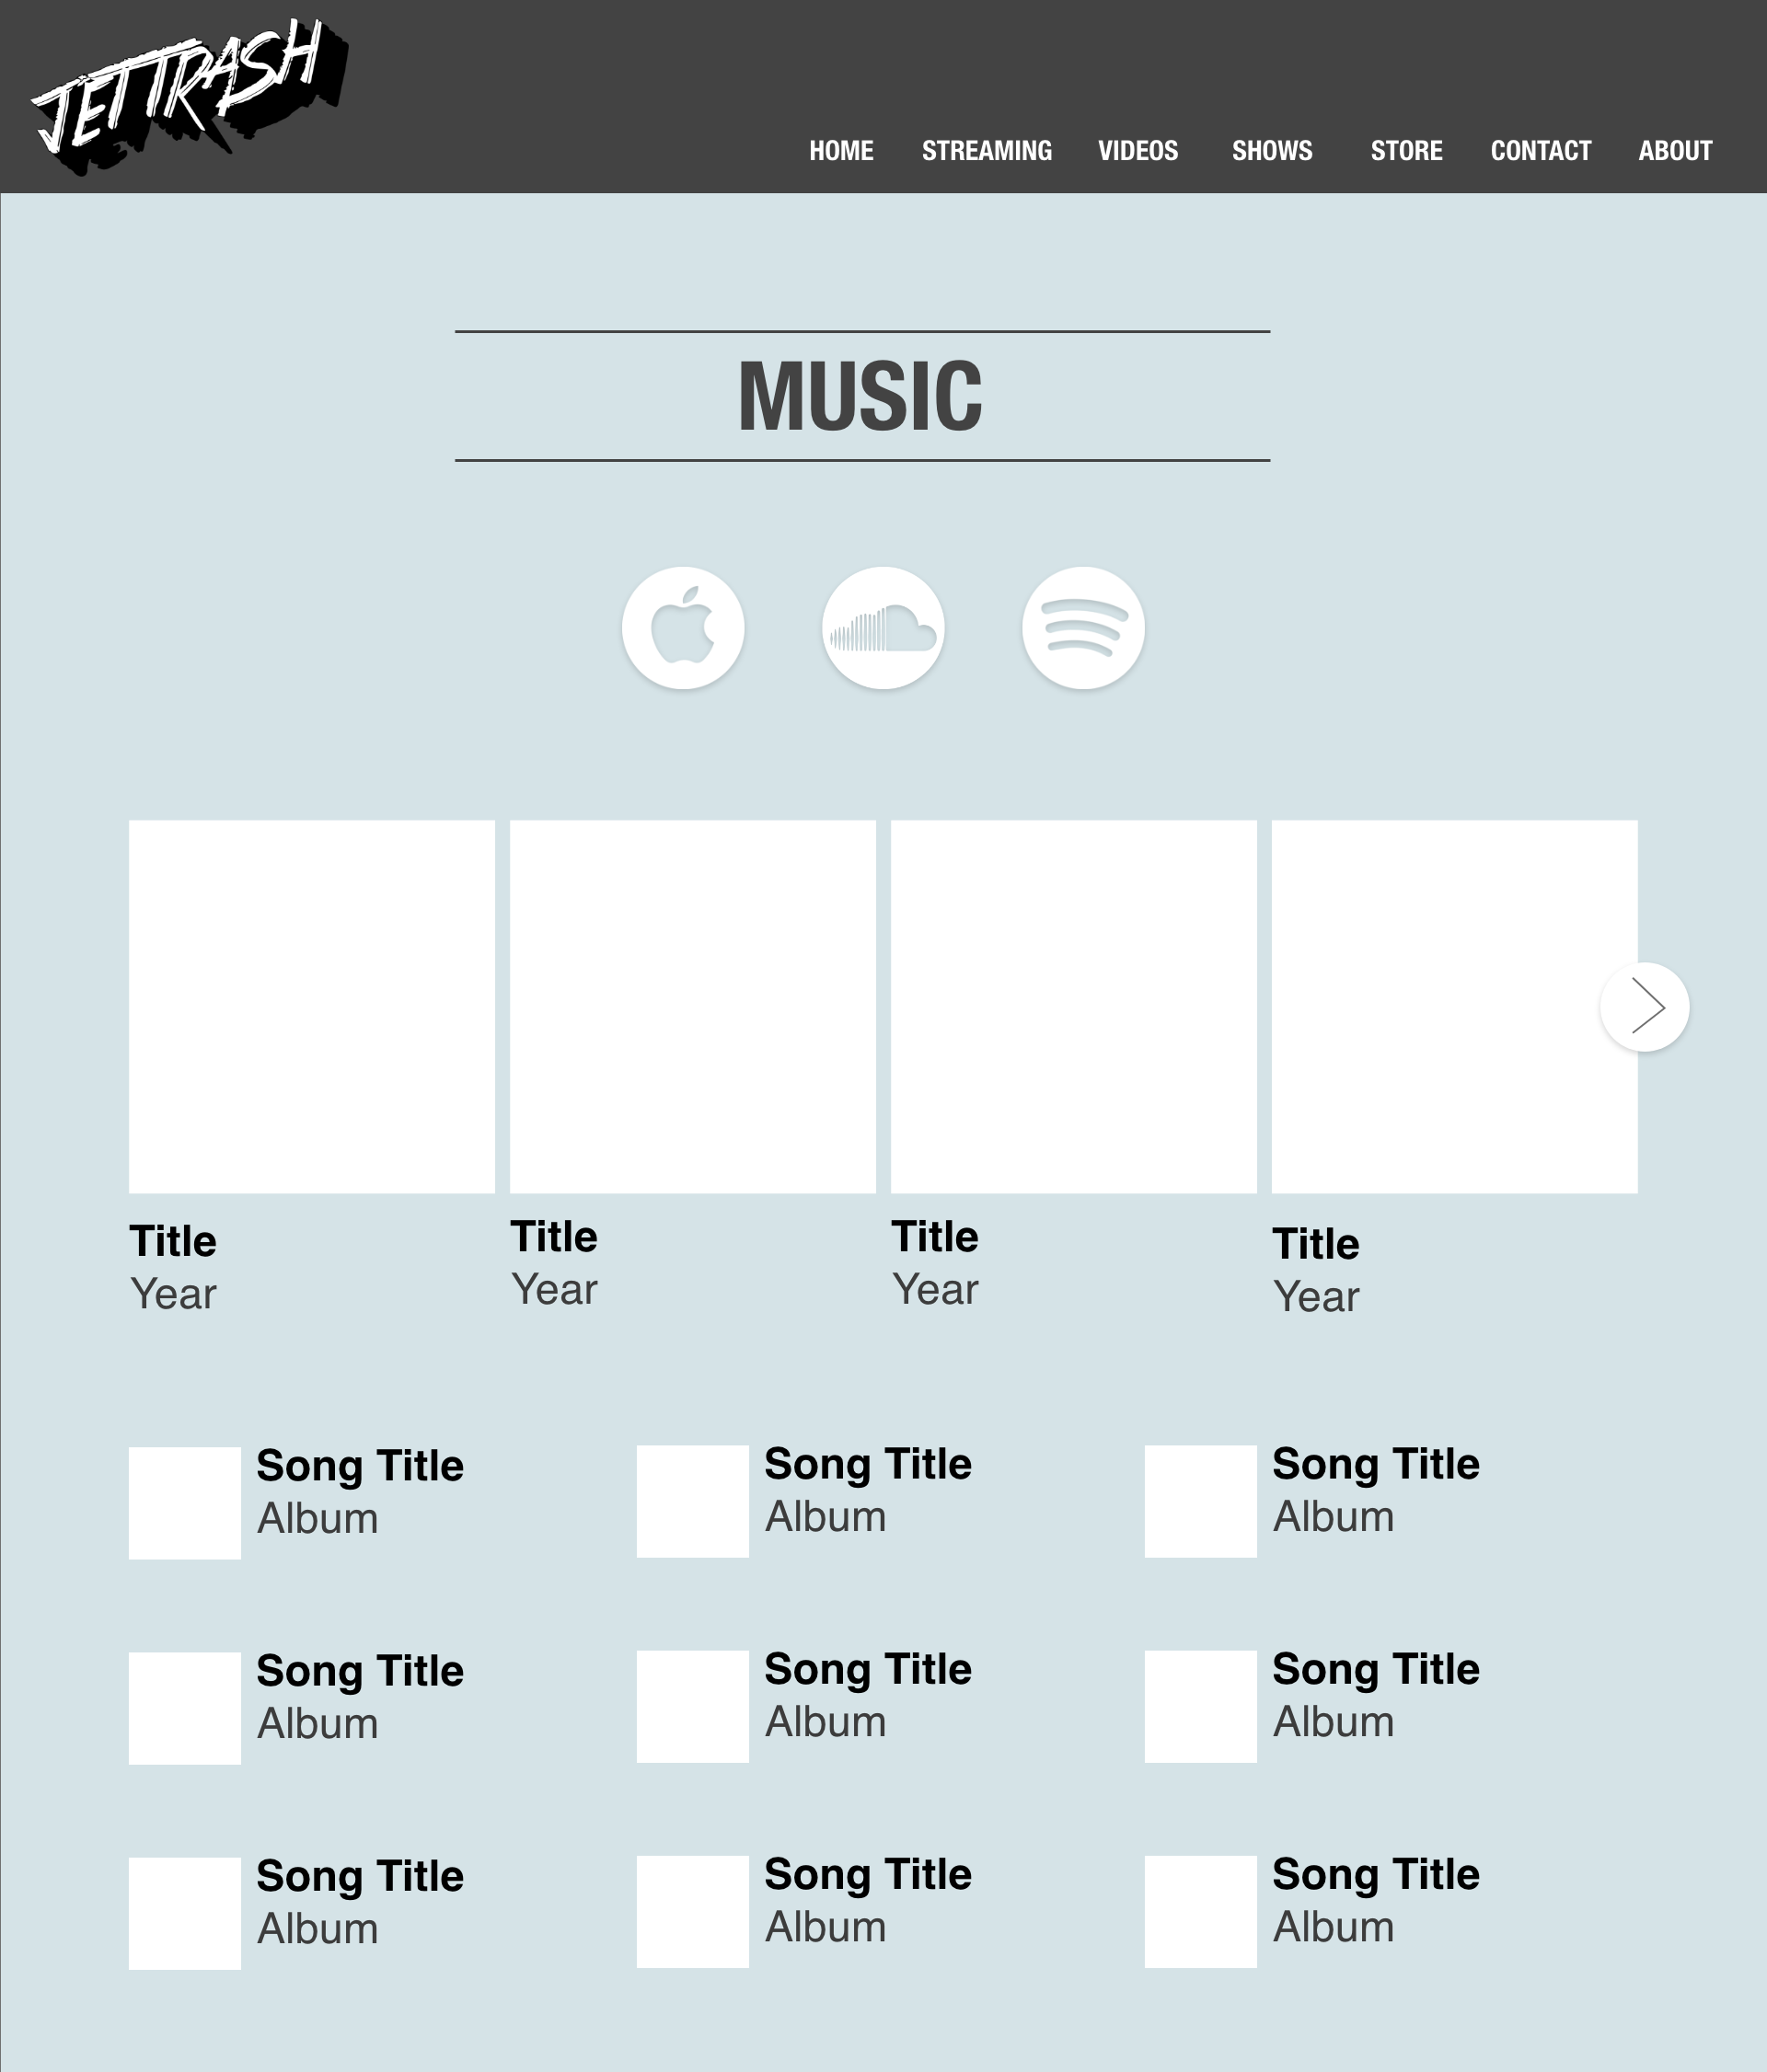 JETTRASH
HOME STREAMING VIDEOS SHOWS STORE CONTACT ABOUT
MUSIC
Title Title Title Title
Year Year Year Year
Song Title Song Title Song Title
Album Album Album
Song Title Song Title Song Title
Album Album Album
Song Title Song Title Song Title
Album Album Album